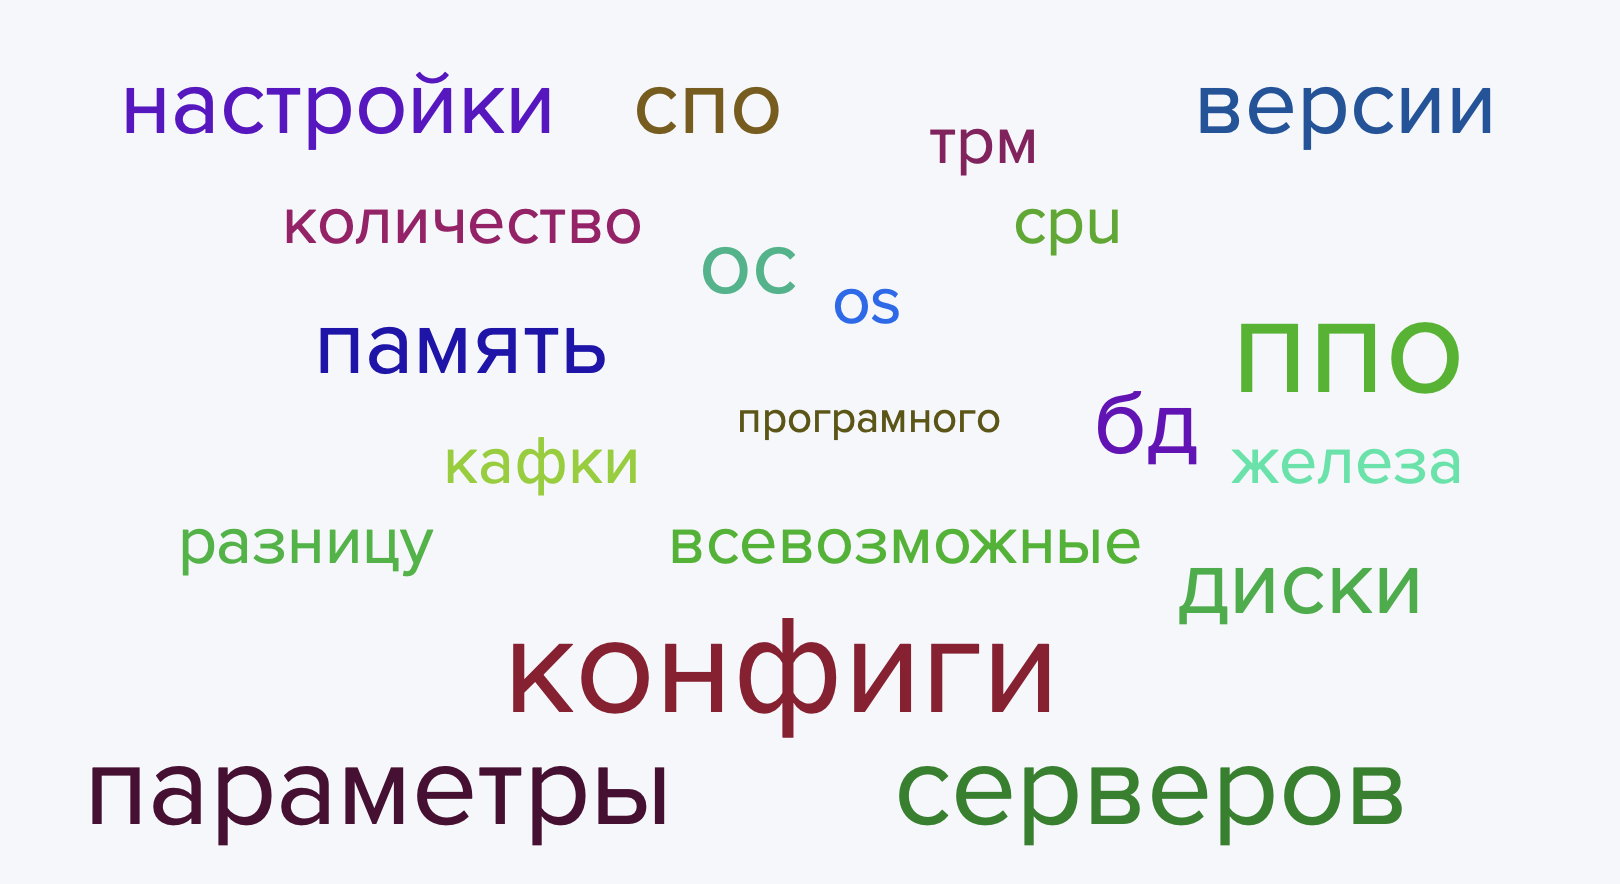 настройки спо версии
трм
количество cpu
ос
os
память ппо
програмного бд
кафки железа
разницу всевозможные
диски
конфиги
параметры серверов